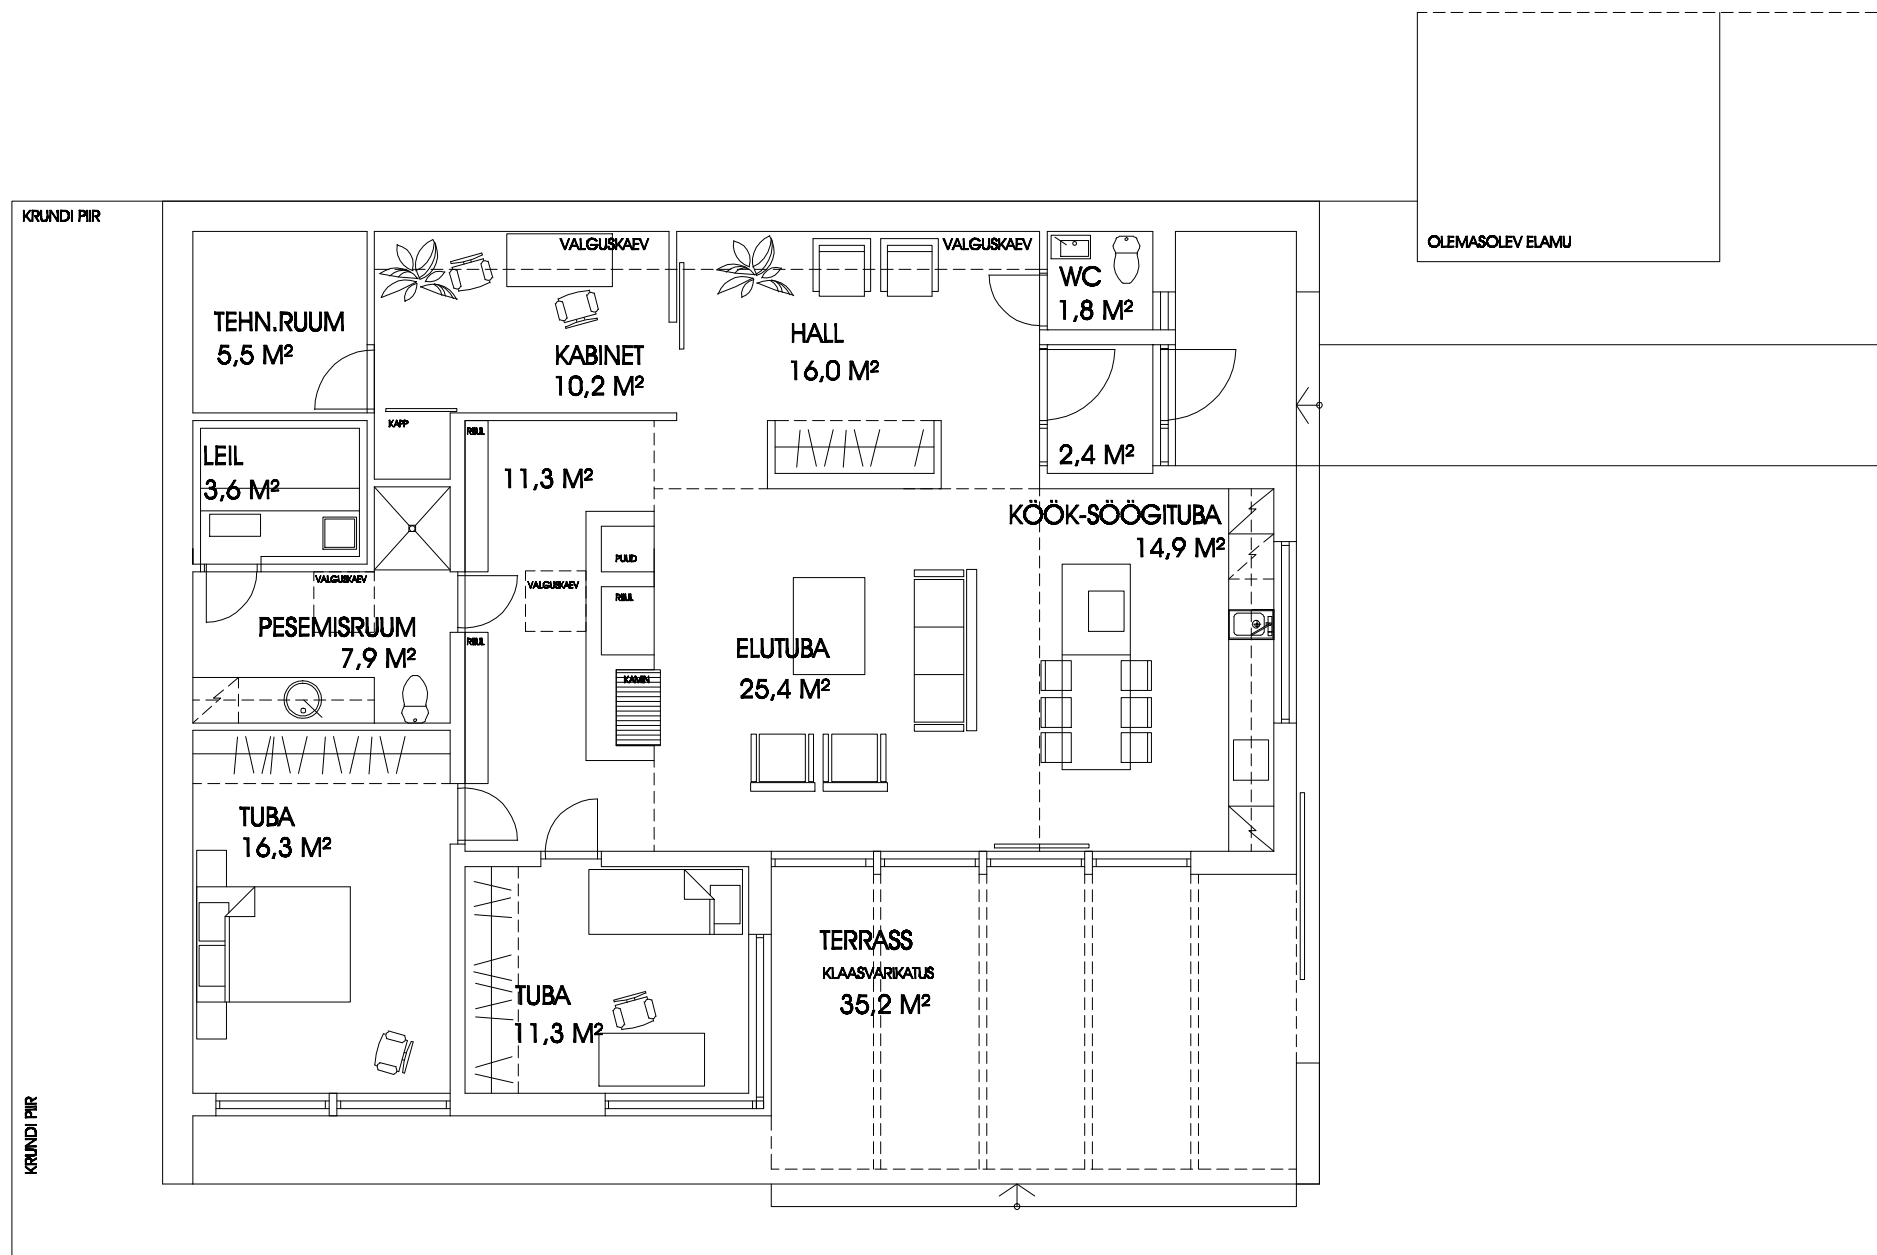 KRUNDI PIIR
OLEMASOLEV ELAMU
VALGUSKAEV
VALGUSKAEV
WC
1,8 M²
TEHN.RUUM
5,5 M²
KABINET
10,2 M²
HALL
16,0 M²
KAPP
RIIUL
LEIL
3,6 M²
11,3 M²
2,4 M²
KÖÖK-SÖÖGITUBA
14,9 M²
PUUD
VALGUSKAEV
VALGUSKAEV
RIIUL
PESEMISRUUM
7,9 M²
RIIUL
ELUTUBA
25,4 M²
KAMIN
TUBA
16,3 M²
TERRASS
KLAASVARIKATUS
35,2 M²
TUBA
11,3 M²
KRUNDI PIIR